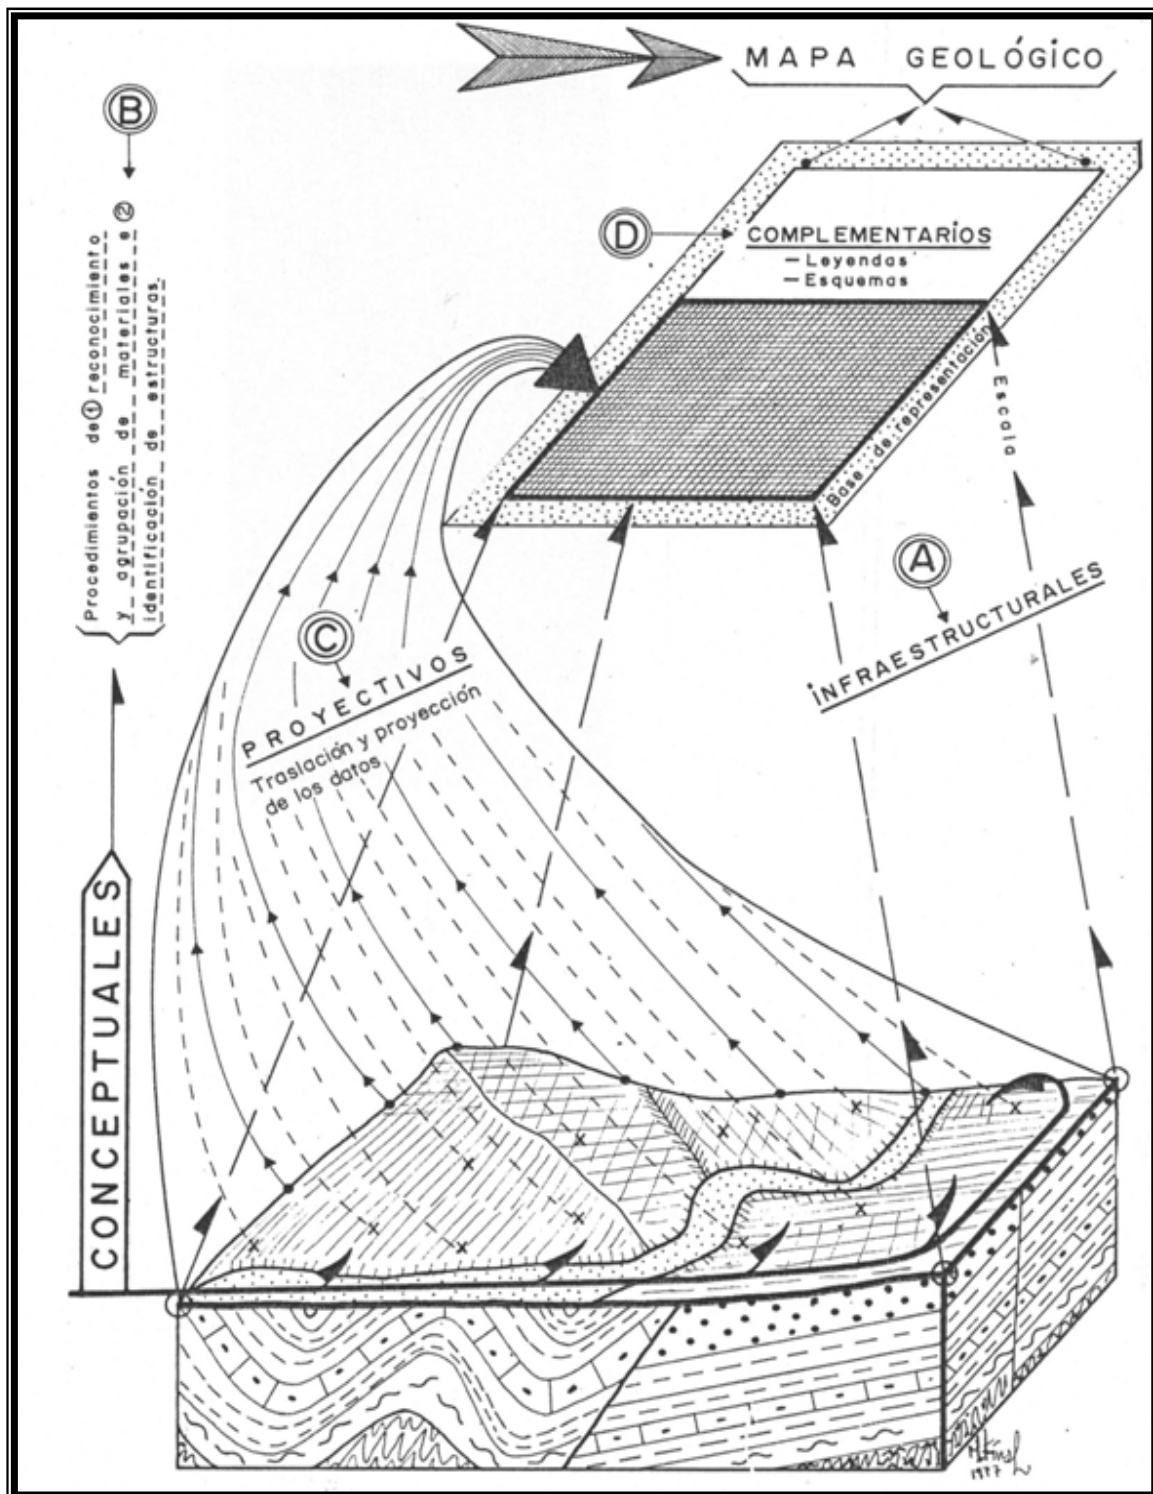 MAPA GEOLÓGICO
B
Procedimientos de ① reconocimiento
y agrupación de materiales e ②
identificación de estructuras.
CONCEPTUALES
D
COMPLEMENTARiOS
— Leyendas
— Esquemas
Base de representación
Escala
A
iNFRAESTRUCTURALES
C
PROYECTIVOS
Traslación y proyección
de los datos
1977